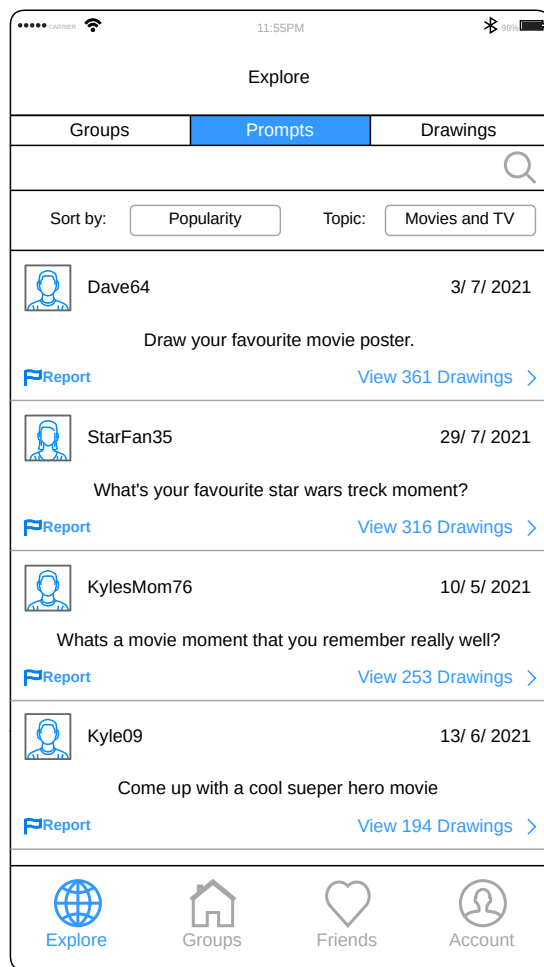 CARRIER 11:55PM 98%
Explore
Groups Prompts Drawings
Sort by: Popularity Topic: Movies and TV
Dave64 3/ 7/ 2021
Draw your favourite movie poster.
Report View 361 Drawings
StarFan35 29/ 7/ 2021
What's your favourite star wars treck moment?
Report View 316 Drawings
KylesMom76 10/ 5/ 2021
Whats a movie moment that you remember really well?
Report View 253 Drawings
Kyle09 13/ 6/ 2021
Come up with a cool sueper hero movie
Report View 194 Drawings
Explore Groups Friends Account